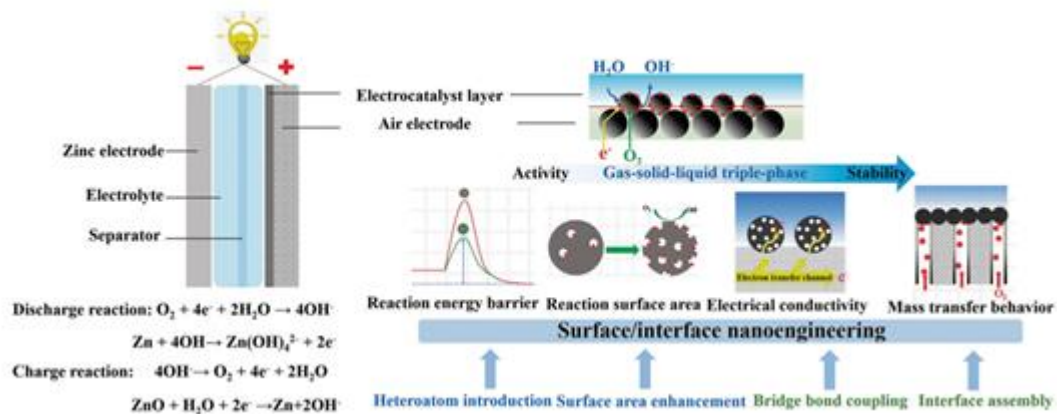 − +
Electrocatalyst layer
Air electrode
Zinc electrode
Electrolyte
Separator
Discharge reaction: O₂ + 4e⁻ + 2H₂O → 4OH⁻
Zn + 4OH → Zn(OH)₄²⁻ + 2e⁻
Charge reaction: 4OH⁻ → O₂ + 4e⁻ + 2H₂O
ZnO + H₂O + 2e⁻ → Zn+2OH⁻
H₂O OH⁻
e⁻ O₂
Activity Gas-solid-liquid triple-phase Stability
O₂ OH⁻
Electron transfer channel e⁻
O₂
Reaction energy barrier Reaction surface area Electrical conductivity Mass transfer behavior
Surface/interface nanoengineering
Heteroatom introduction Surface area enhancement Bridge bond coupling Interface assembly